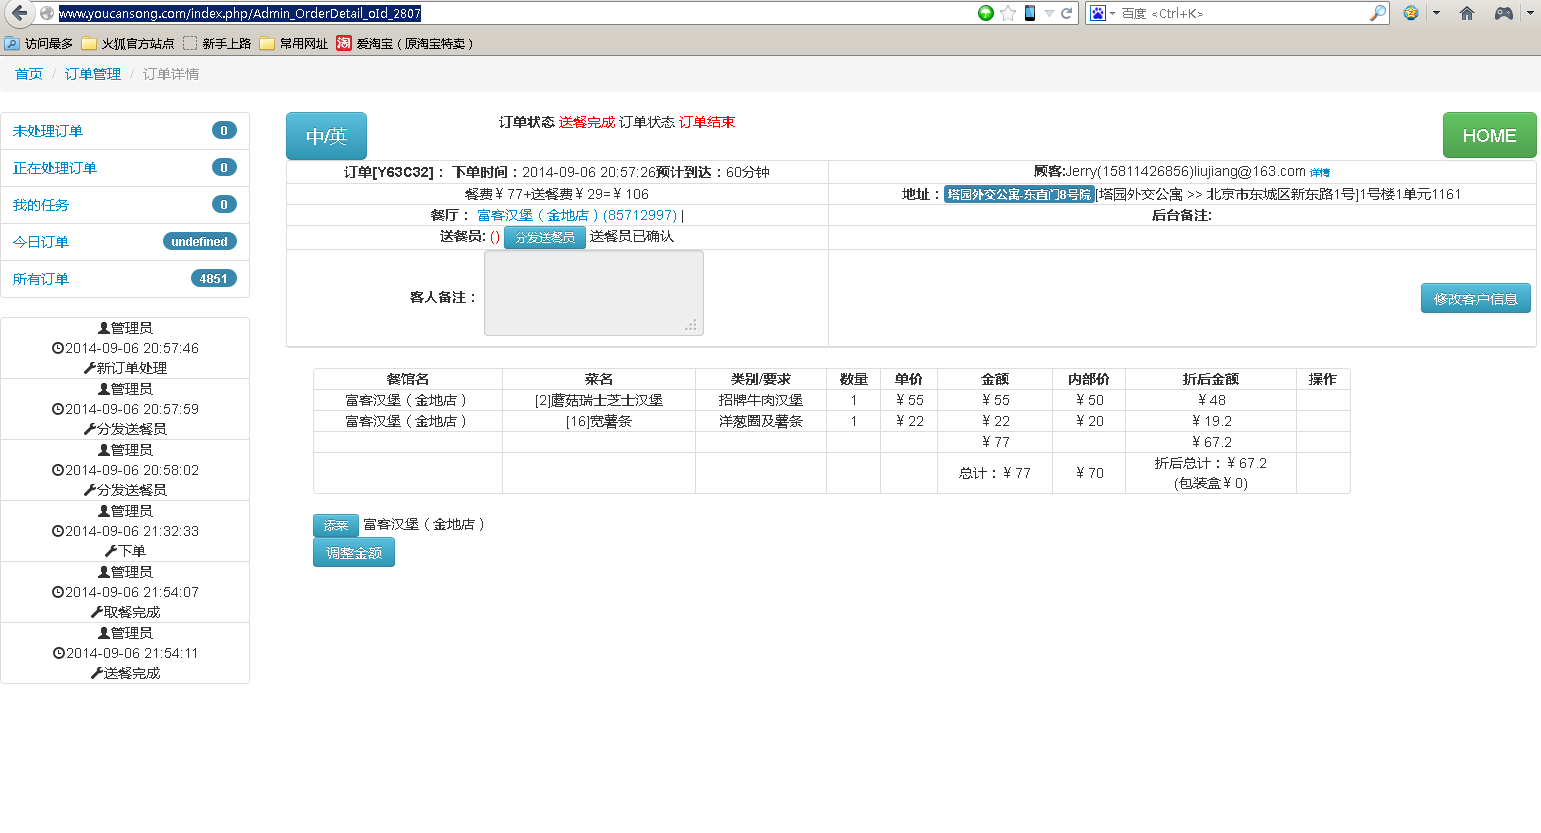 www.youcansong.com/index.php/Admin_OrderDetail_oId_2807
百度 <Ctrl+K>
访问最多 火狐官方站点 新手上路 常用网址 淘 爱淘宝（原淘宝特卖）
首页 / 订单管理 / 订单详情
未处理订单 0
正在处理订单 0
我的任务 0
今日订单 undefined
所有订单 4851
管理员
2014-09-06 20:57:46
新订单处理
管理员
2014-09-06 20:57:59
分发送餐员
管理员
2014-09-06 20:58:02
分发送餐员
管理员
2014-09-06 21:32:33
下单
管理员
2014-09-06 21:54:07
取餐完成
管理员
2014-09-06 21:54:11
送餐完成
中/英
订单状态 送餐完成 订单状态 订单结束
HOME
订单[Y63C32]： 下单时间：2014-09-06 20:57:26预计到达：60分钟
顾客:Jerry(15811426856)liujiang@163.com 详情
餐费￥77+送餐费￥29=￥106
地址： 塔园外交公寓-东直门8号院[塔园外交公寓 >> 北京市东城区新东路1号]1号楼1单元1161
餐厅： 富客汉堡（金地店）(85712997) |
后台备注:
送餐员: () 分发送餐员 送餐员已确认
客人备注：
修改客户信息
餐馆名 菜名 类别/要求 数量 单价 金额 内部价 折后金额 操作
富客汉堡（金地店） [2]蘑菇瑞士芝士汉堡 招牌牛肉汉堡 1 ￥55 ￥55 ￥50 ￥48
富客汉堡（金地店） [16]宽薯条 洋葱圈及薯条 1 ￥22 ￥22 ￥20 ￥19.2
￥77 ￥67.2
总计：￥77 ￥70 折后总计：￥67.2
(包装盒￥0)
添菜 富客汉堡（金地店）
调整金额